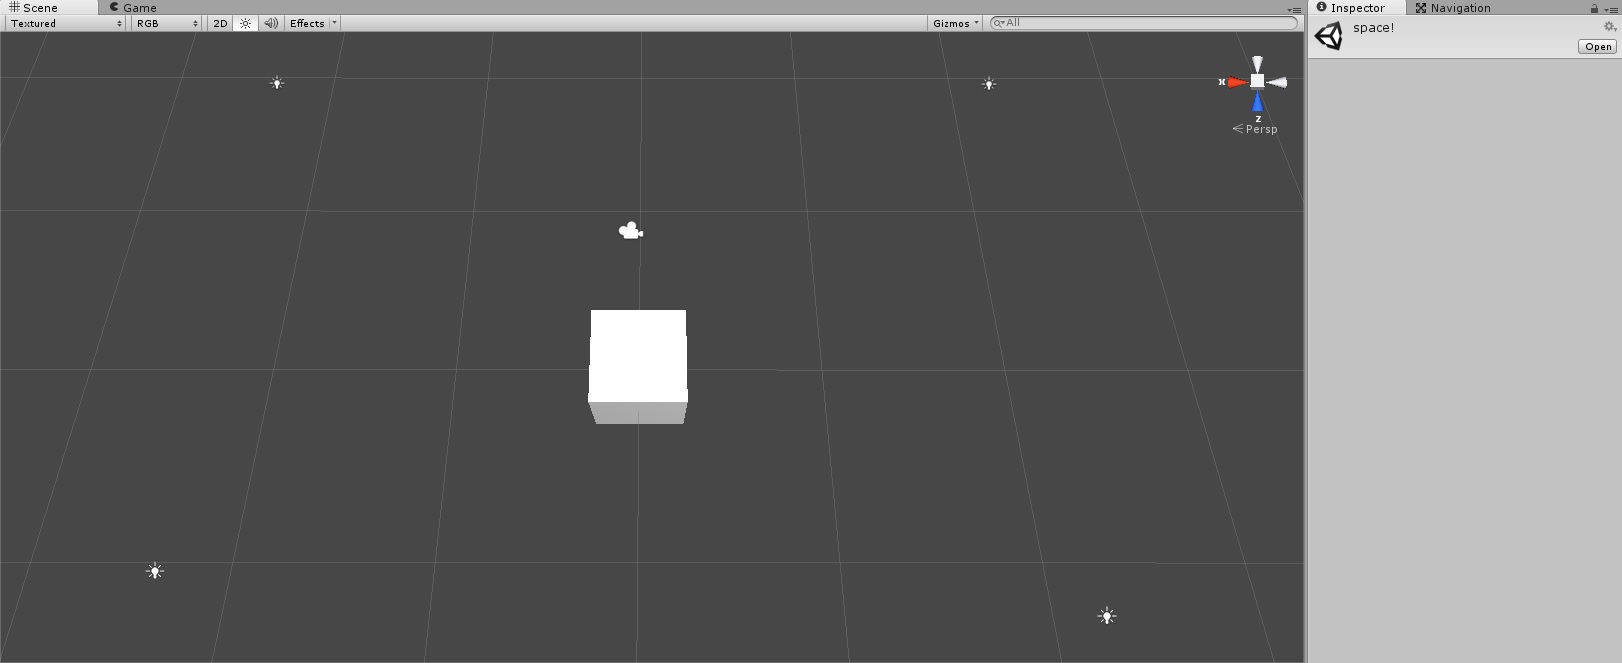 Scene
Game
Inspector
Navigation
Textured
RGB
2D
Effects
Gizmos
All
space!
Open
x
z
Persp